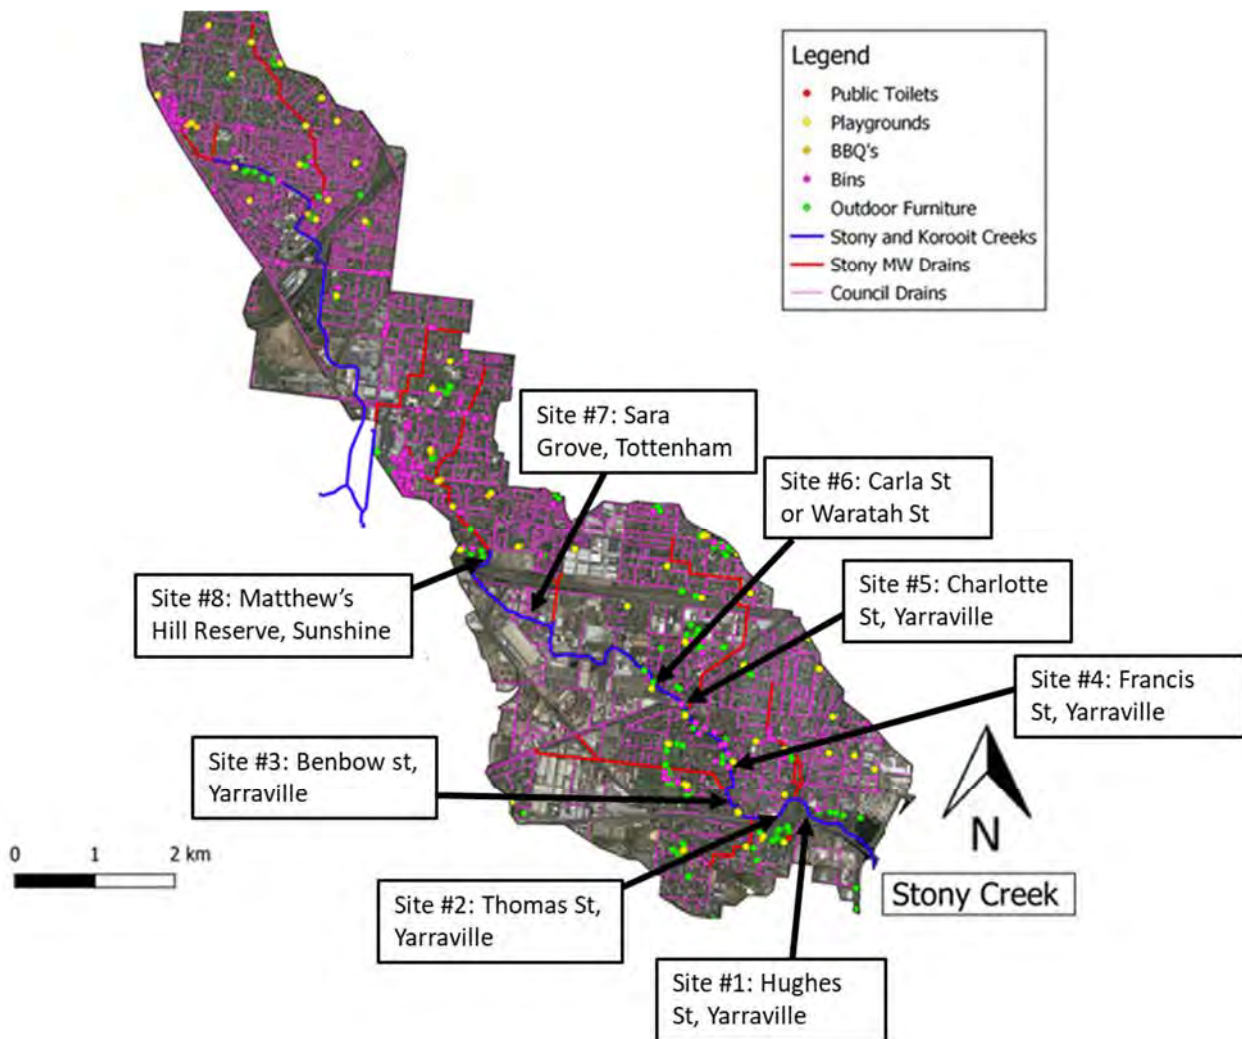 Legend
Public Toilets
Playgrounds
BBQ's
Bins
Outdoor Furniture
Stony and Korooit Creeks
Stony MW Drains
Council Drains
Site #7: Sara
Grove, Tottenham
Site #6: Carla St
or Waratah St
Site #8: Matthew’s
Hill Reserve, Sunshine
Site #5: Charlotte
St, Yarraville
Site #4: Francis
St, Yarraville
Site #3: Benbow st,
Yarraville
N
0 1 2 km
Stony Creek
Site #2: Thomas St,
Yarraville
Site #1: Hughes
St, Yarraville